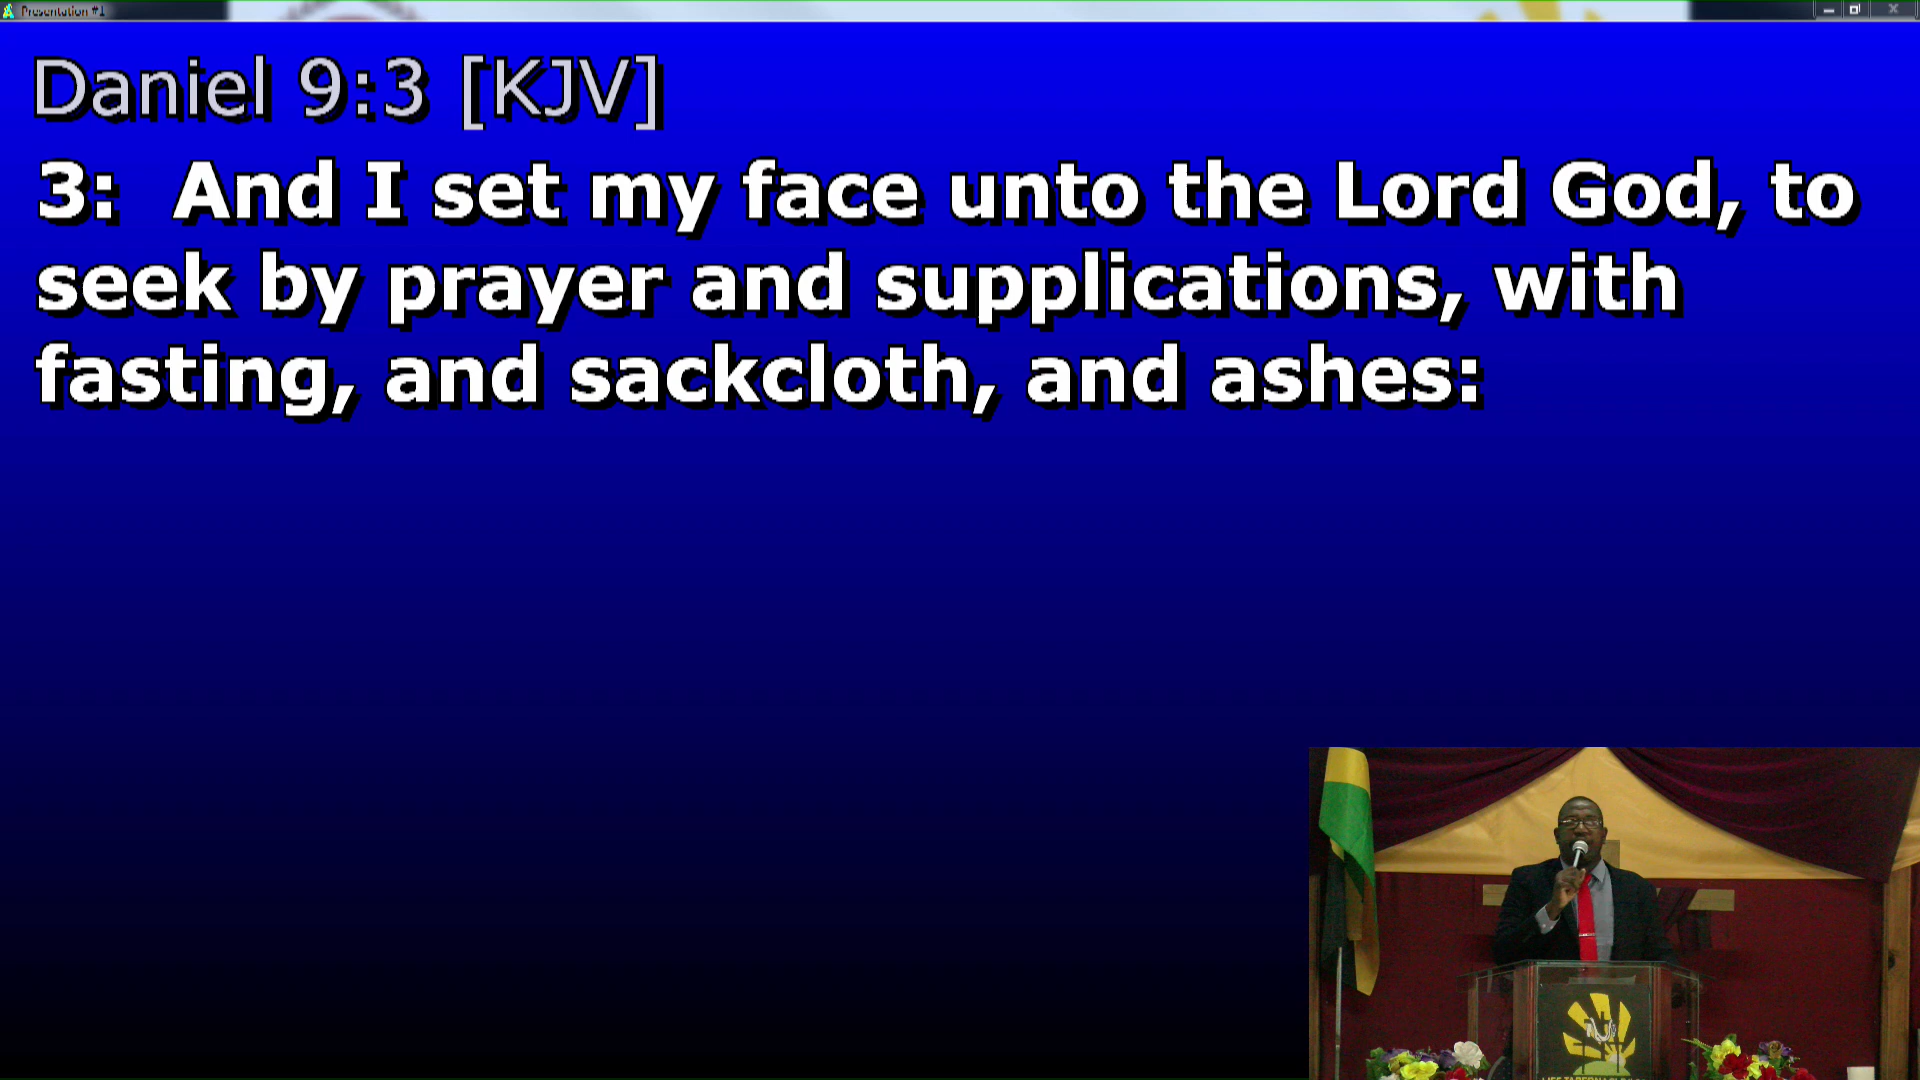 Presentation #1
Daniel 9:3 [KJV]
3: And I set my face unto the Lord God, to
seek by prayer and supplications, with
fasting, and sackcloth, and ashes: